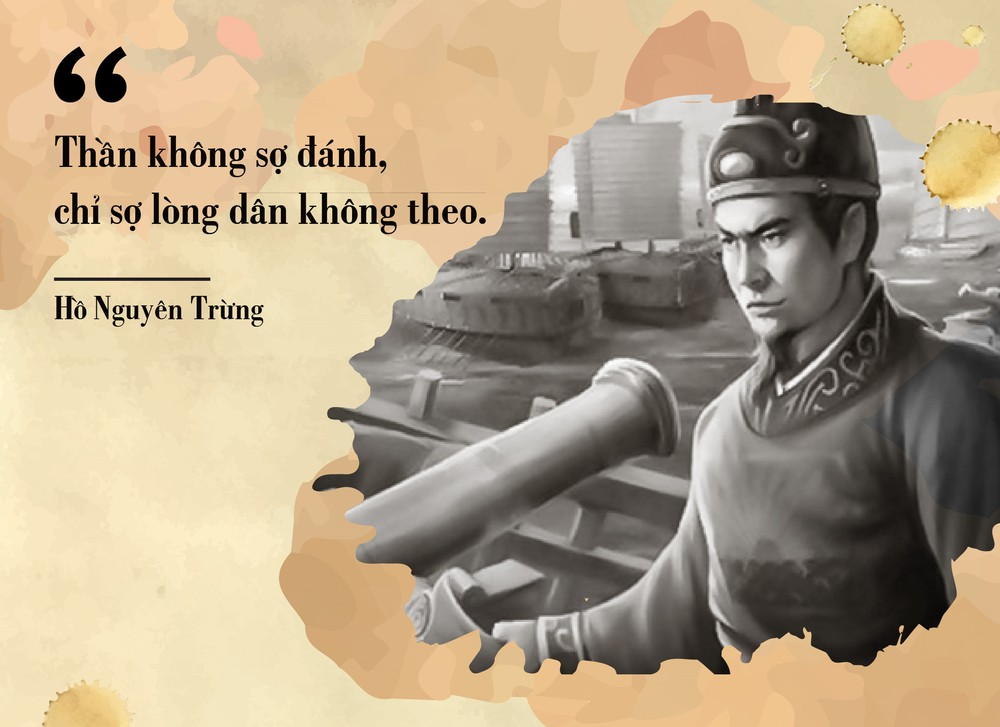 “
Thần không sợ đánh,
chỉ sợ lòng dân không theo.
Hồ Nguyên Trừng